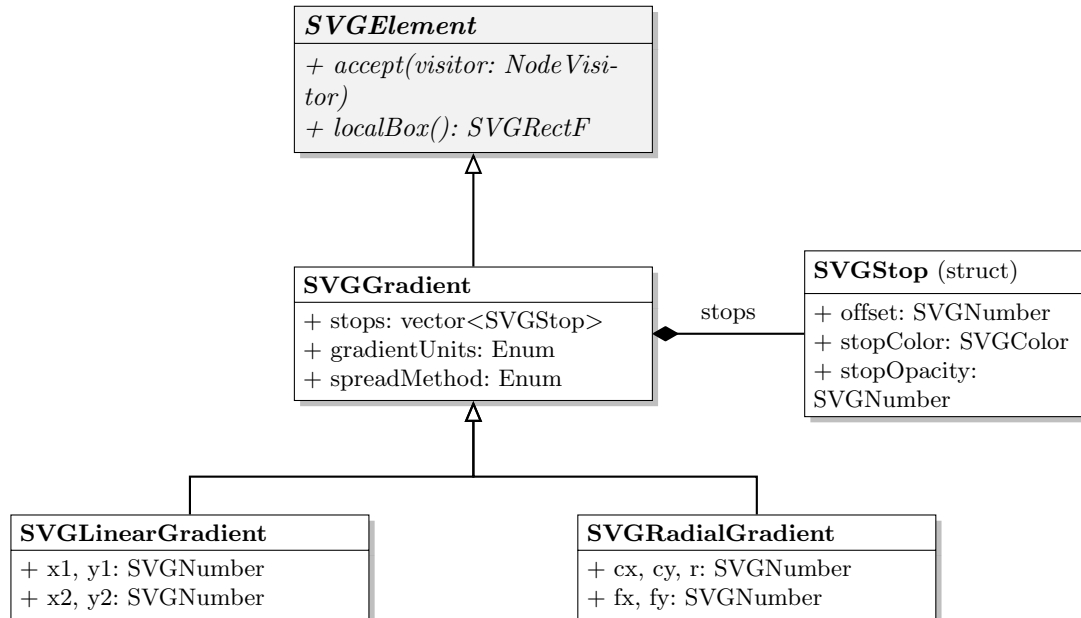 SVGElement
+ accept(visitor: NodeVisi-
tor)
+ localBox(): SVGRectF
SVGGradient
+ stops: vector<SVGStop>
+ gradientUnits: Enum
+ spreadMethod: Enum
stops
SVGStop (struct)
+ offset: SVGNumber
+ stopColor: SVGColor
+ stopOpacity:
SVGNumber
SVGLinearGradient
+ x1, y1: SVGNumber
+ x2, y2: SVGNumber
SVGRadialGradient
+ cx, cy, r: SVGNumber
+ fx, fy: SVGNumber